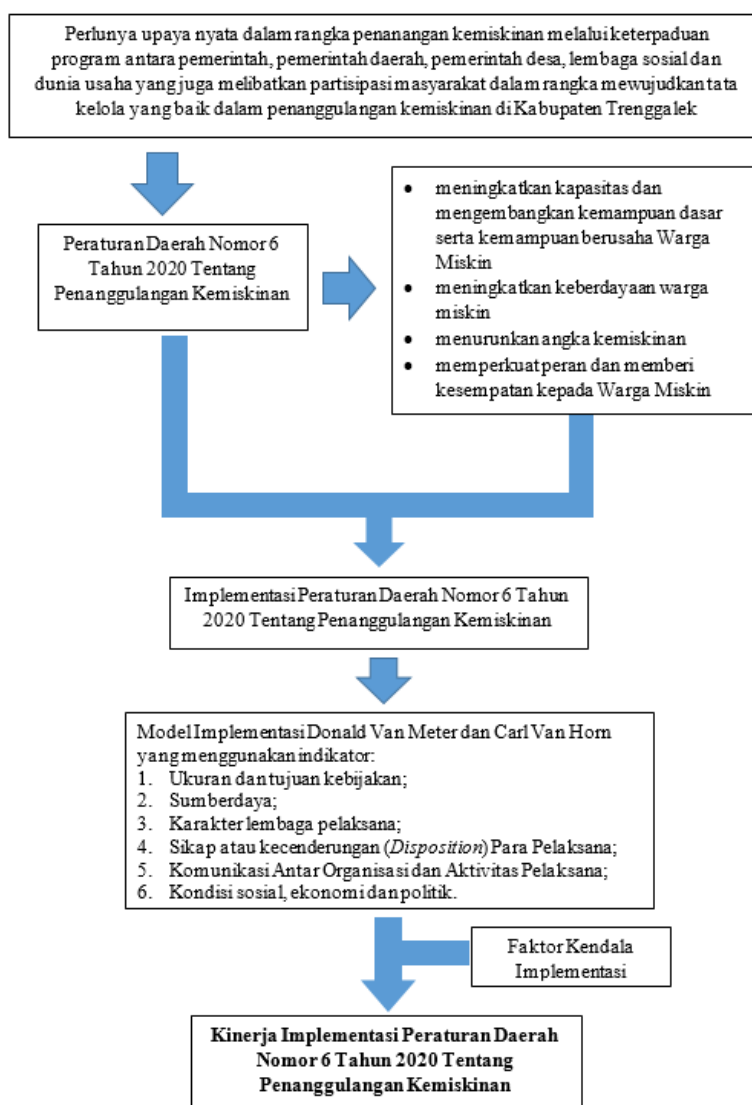 Perlunya upaya nyata dalam rangka penanganan kemiskinan melalui keterpaduan
program antara pemerintah, pemerintah daerah, pemerintah desa, lembaga sosial dan
dunia usaha yang juga melibatkan partisipasi masyarakat dalam rangka mewujudkan tata
kelola yang baik dalam penanggulangan kemiskinan di Kabupaten Trenggalek
Peraturan Daerah Nomor 6
Tahun 2020 Tentang
Penanggulangan Kemiskinan
• meningkatkan kapasitas dan
mengembangkan kemampuan dasar
serta kemampuan berusaha Warga
Miskin
• meningkatkan keberdayaan warga
miskin
• menurunkan angka kemiskinan
• memperkuat peran dan memberi
kesempatan kepada Warga Miskin
Implementasi Peraturan Daerah Nomor 6 Tahun
2020 Tentang Penanggulangan Kemiskinan
Model Implementasi Donald Van Meter dan Carl Van Horn
yang menggunakan indikator:
1. Ukuran dan tujuan kebijakan;
2. Sumberdaya;
3. Karakter lembaga pelaksana;
4. Sikap atau kecenderungan (Disposition) Para Pelaksana;
5. Komunikasi Antar Organisasi dan Aktivitas Pelaksana;
6. Kondisi sosial, ekonomi dan politik.
Faktor Kendala
Implementasi
Kinerja Implementasi Peraturan Daerah
Nomor 6 Tahun 2020 Tentang
Penanggulangan Kemiskinan